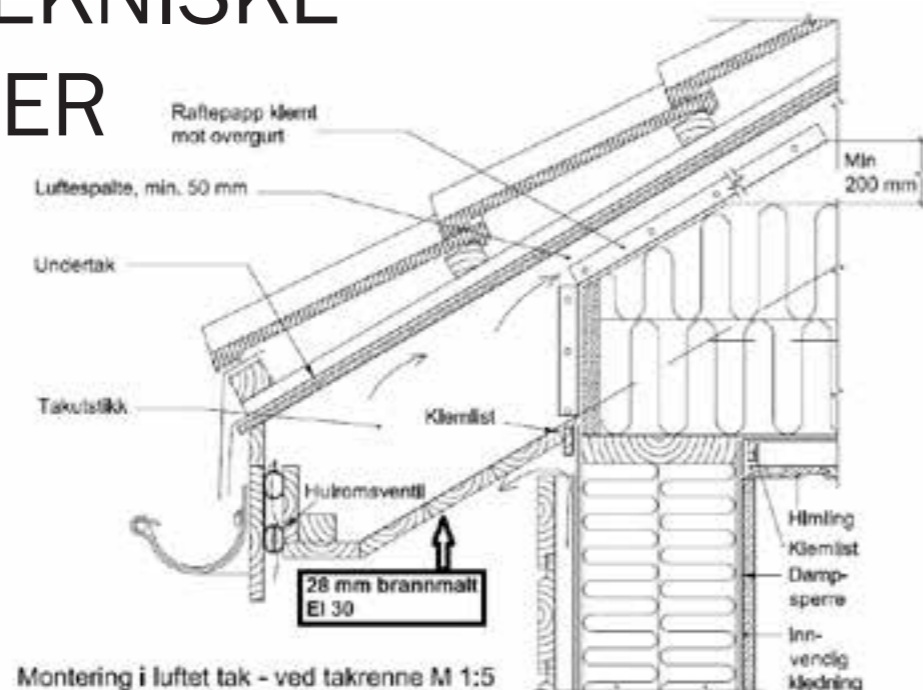 EKNISKE
ER
Raftepapp klemt
mot overgurt
Luftespalte, min. 50 mm
Undertak
Takutstikk
Klemlist
Hulromsventil
28 mm brannmalt
EI 30
Min
200 mm
Himling
Klemlist
Damp-
sperre
Inn-
vendig
kledning
Montering i luftet tak - ved takrenne M 1:5